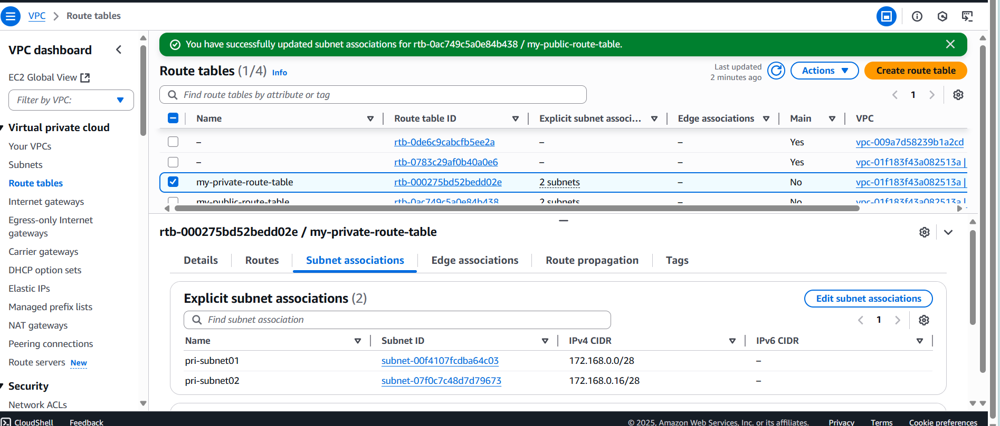 VPC > Route tables
VPC dashboard
EC2 Global View
Filter by VPC:
Virtual private cloud
Your VPCs
Subnets
Route tables
Internet gateways
Egress-only Internet
gateways
Carrier gateways
DHCP option sets
Elastic IPs
Managed prefix lists
NAT gateways
Peering connections
Route servers New
Security
Network ACLs
You have successfully updated subnet associations for rtb-0ac749c5a0e84b438 / my-public-route-table.
Route tables (1/4) Info
Last updated
2 minutes ago
Actions
Create route table
Find route tables by attribute or tag
1
Name Route table ID Explicit subnet associ... Edge associations Main VPC
– rtb-0de6c9cabcfb5ee2a – – Yes vpc-009a7d58239b1a2cd
– rtb-0783c29af0b40a0e6 – – Yes vpc-01f183f43a082513a |
my-private-route-table rtb-000275bd52bedd02e 2 subnets – No vpc-01f183f43a082513a |
my-public-route-table rtb-0ac749c5a0e84b438 2 subnets – No vpc-01f183f43a082513a |
rtb-000275bd52bedd02e / my-private-route-table
Details Routes Subnet associations Edge associations Route propagation Tags
Explicit subnet associations (2)
Edit subnet associations
Find subnet association
1
Name Subnet ID IPv4 CIDR IPv6 CIDR
pri-subnet01 subnet-00f4107fcdba64c03 172.168.0.0/28 –
pri-subnet02 subnet-07f0c7c48d7d79673 172.168.0.16/28 –
CloudShell Feedback © 2025, Amazon Web Services, Inc. or its affiliates. Privacy Terms Cookie preferences